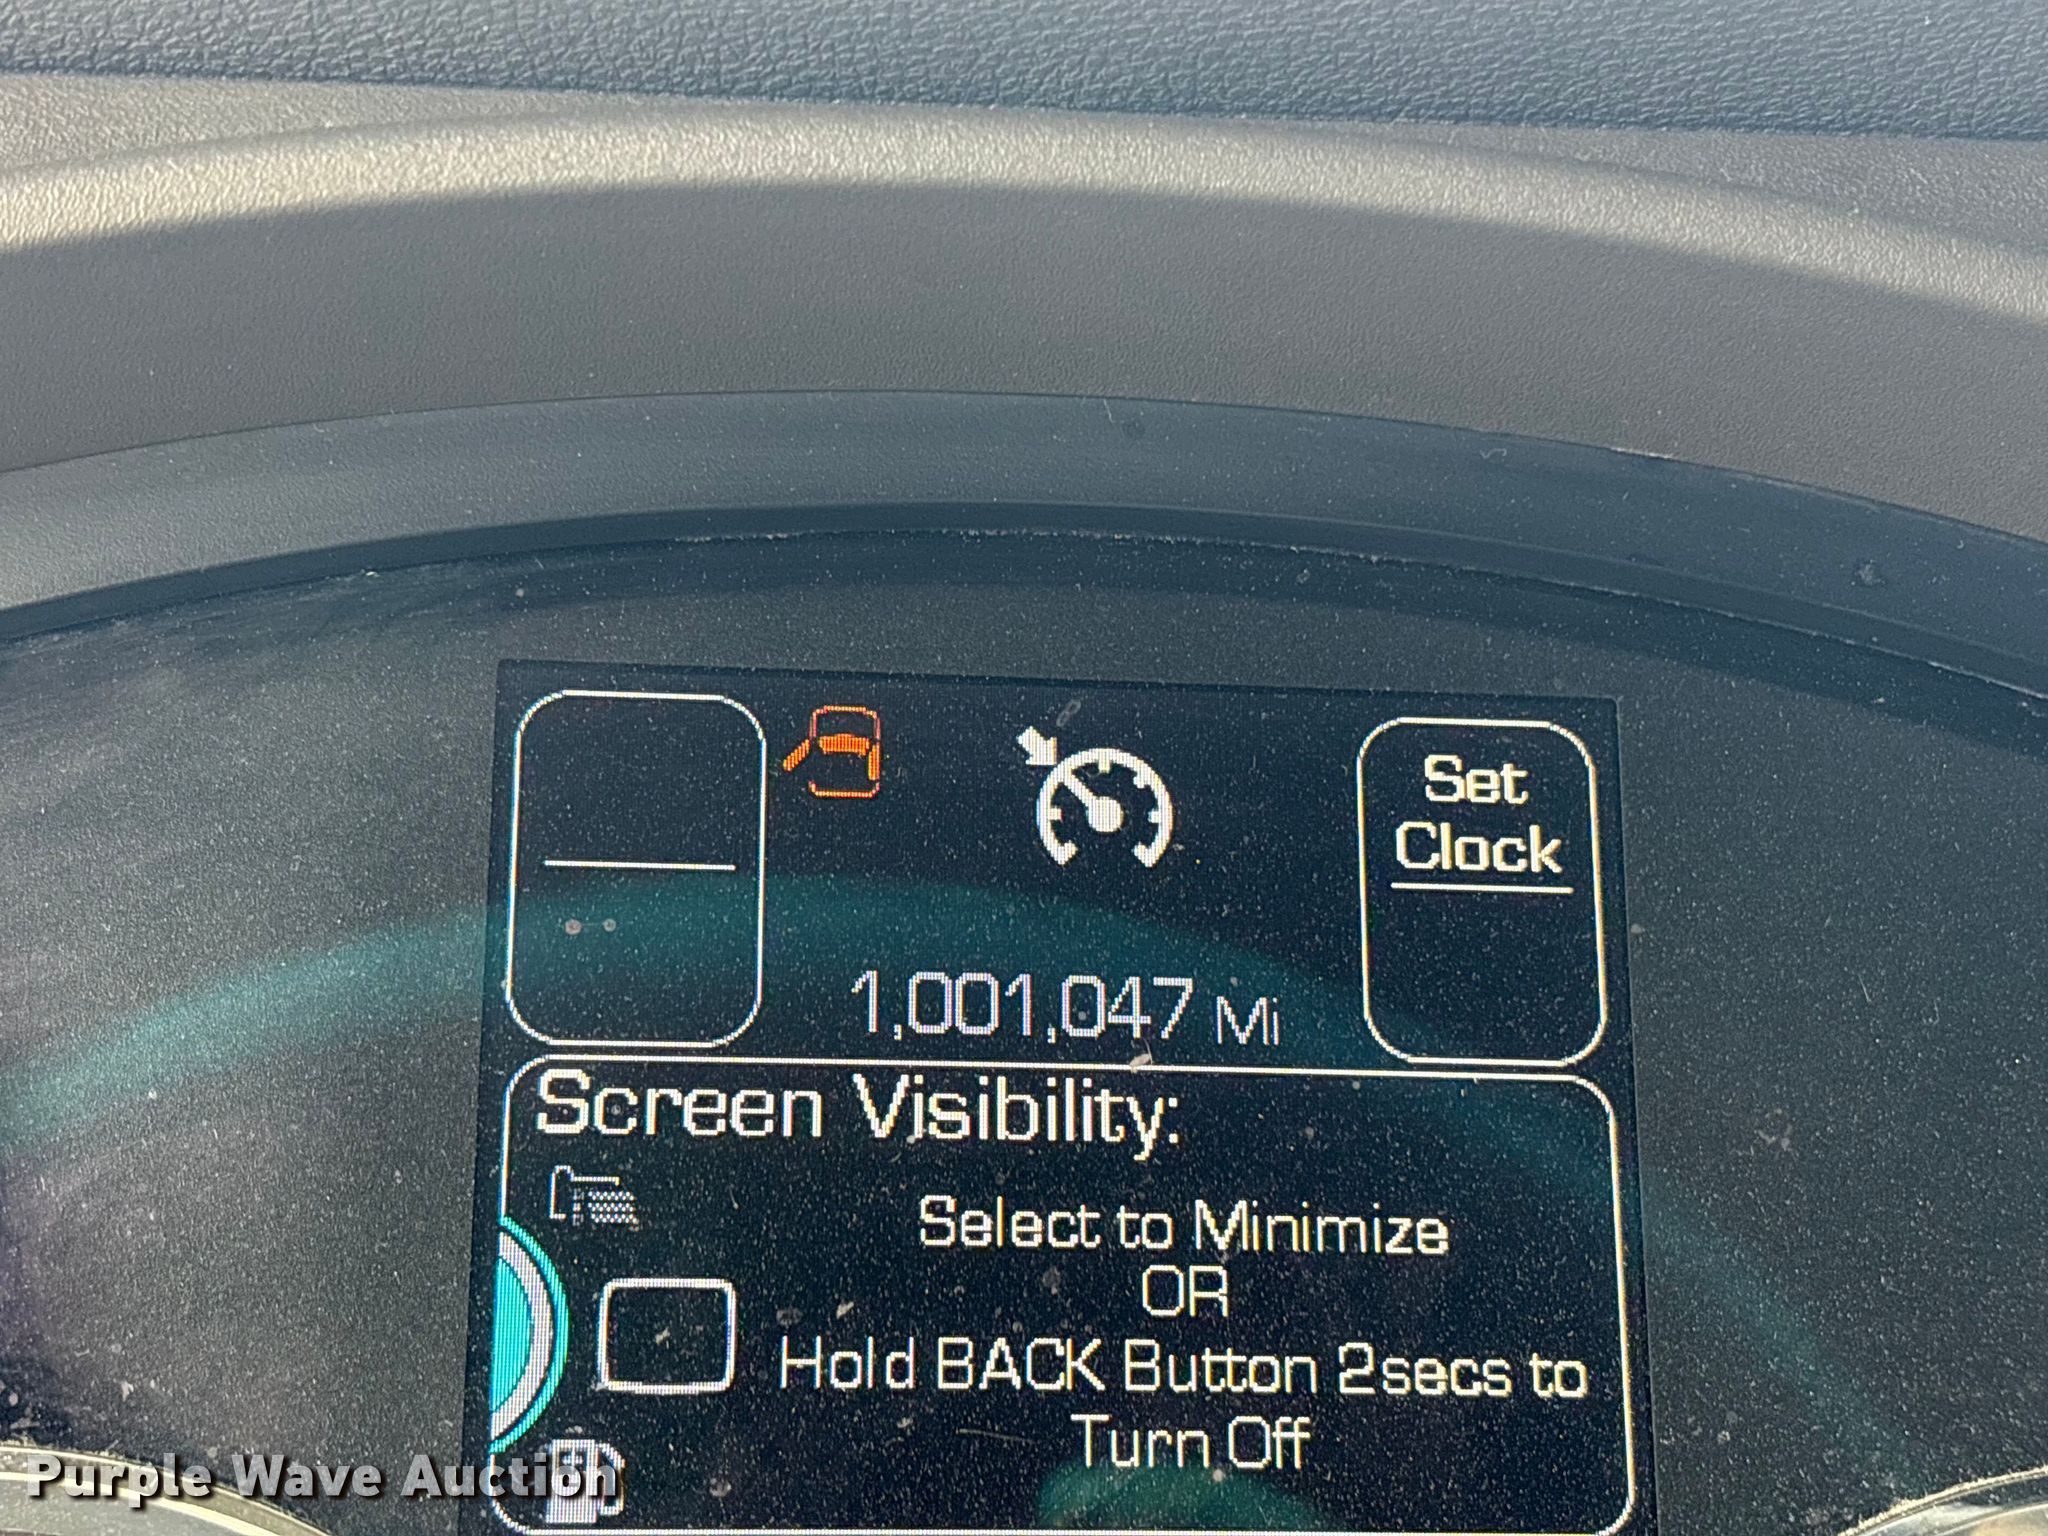 Set
Clock
1,001,047 Mi
Screen Visibility:
Select to Minimize
OR
Hold BACK Button 2secs to
Turn Off
Purple Wave Auction